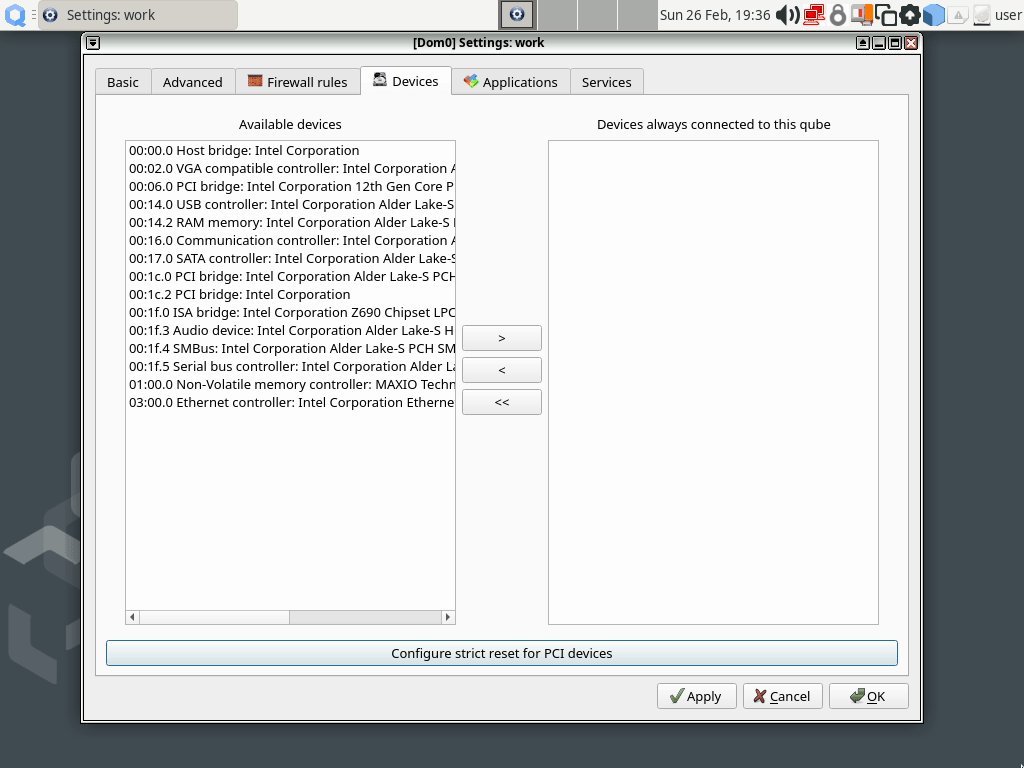 Settings: work
Sun 26 Feb, 19:36
user
[Dom0] Settings: work
Basic
Advanced
Firewall rules
Devices
Applications
Services
Available devices
Devices always connected to this qube
00:00.0 Host bridge: Intel Corporation
00:02.0 VGA compatible controller: Intel Corporation A
00:06.0 PCI bridge: Intel Corporation 12th Gen Core P
00:14.0 USB controller: Intel Corporation Alder Lake-S
00:14.2 RAM memory: Intel Corporation Alder Lake-S
00:16.0 Communication controller: Intel Corporation A
00:17.0 SATA controller: Intel Corporation Alder Lake-S
00:1c.0 PCI bridge: Intel Corporation Alder Lake-S PCH
00:1c.2 PCI bridge: Intel Corporation
00:1f.0 ISA bridge: Intel Corporation Z690 Chipset LPC
00:1f.3 Audio device: Intel Corporation Alder Lake-S H
00:1f.4 SMBus: Intel Corporation Alder Lake-S PCH SM
00:1f.5 Serial bus controller: Intel Corporation Alder La
01:00.0 Non-Volatile memory controller: MAXIO Techn
03:00.0 Ethernet controller: Intel Corporation Etherne
>
<
<<
Configure strict reset for PCI devices
Apply
Cancel
OK